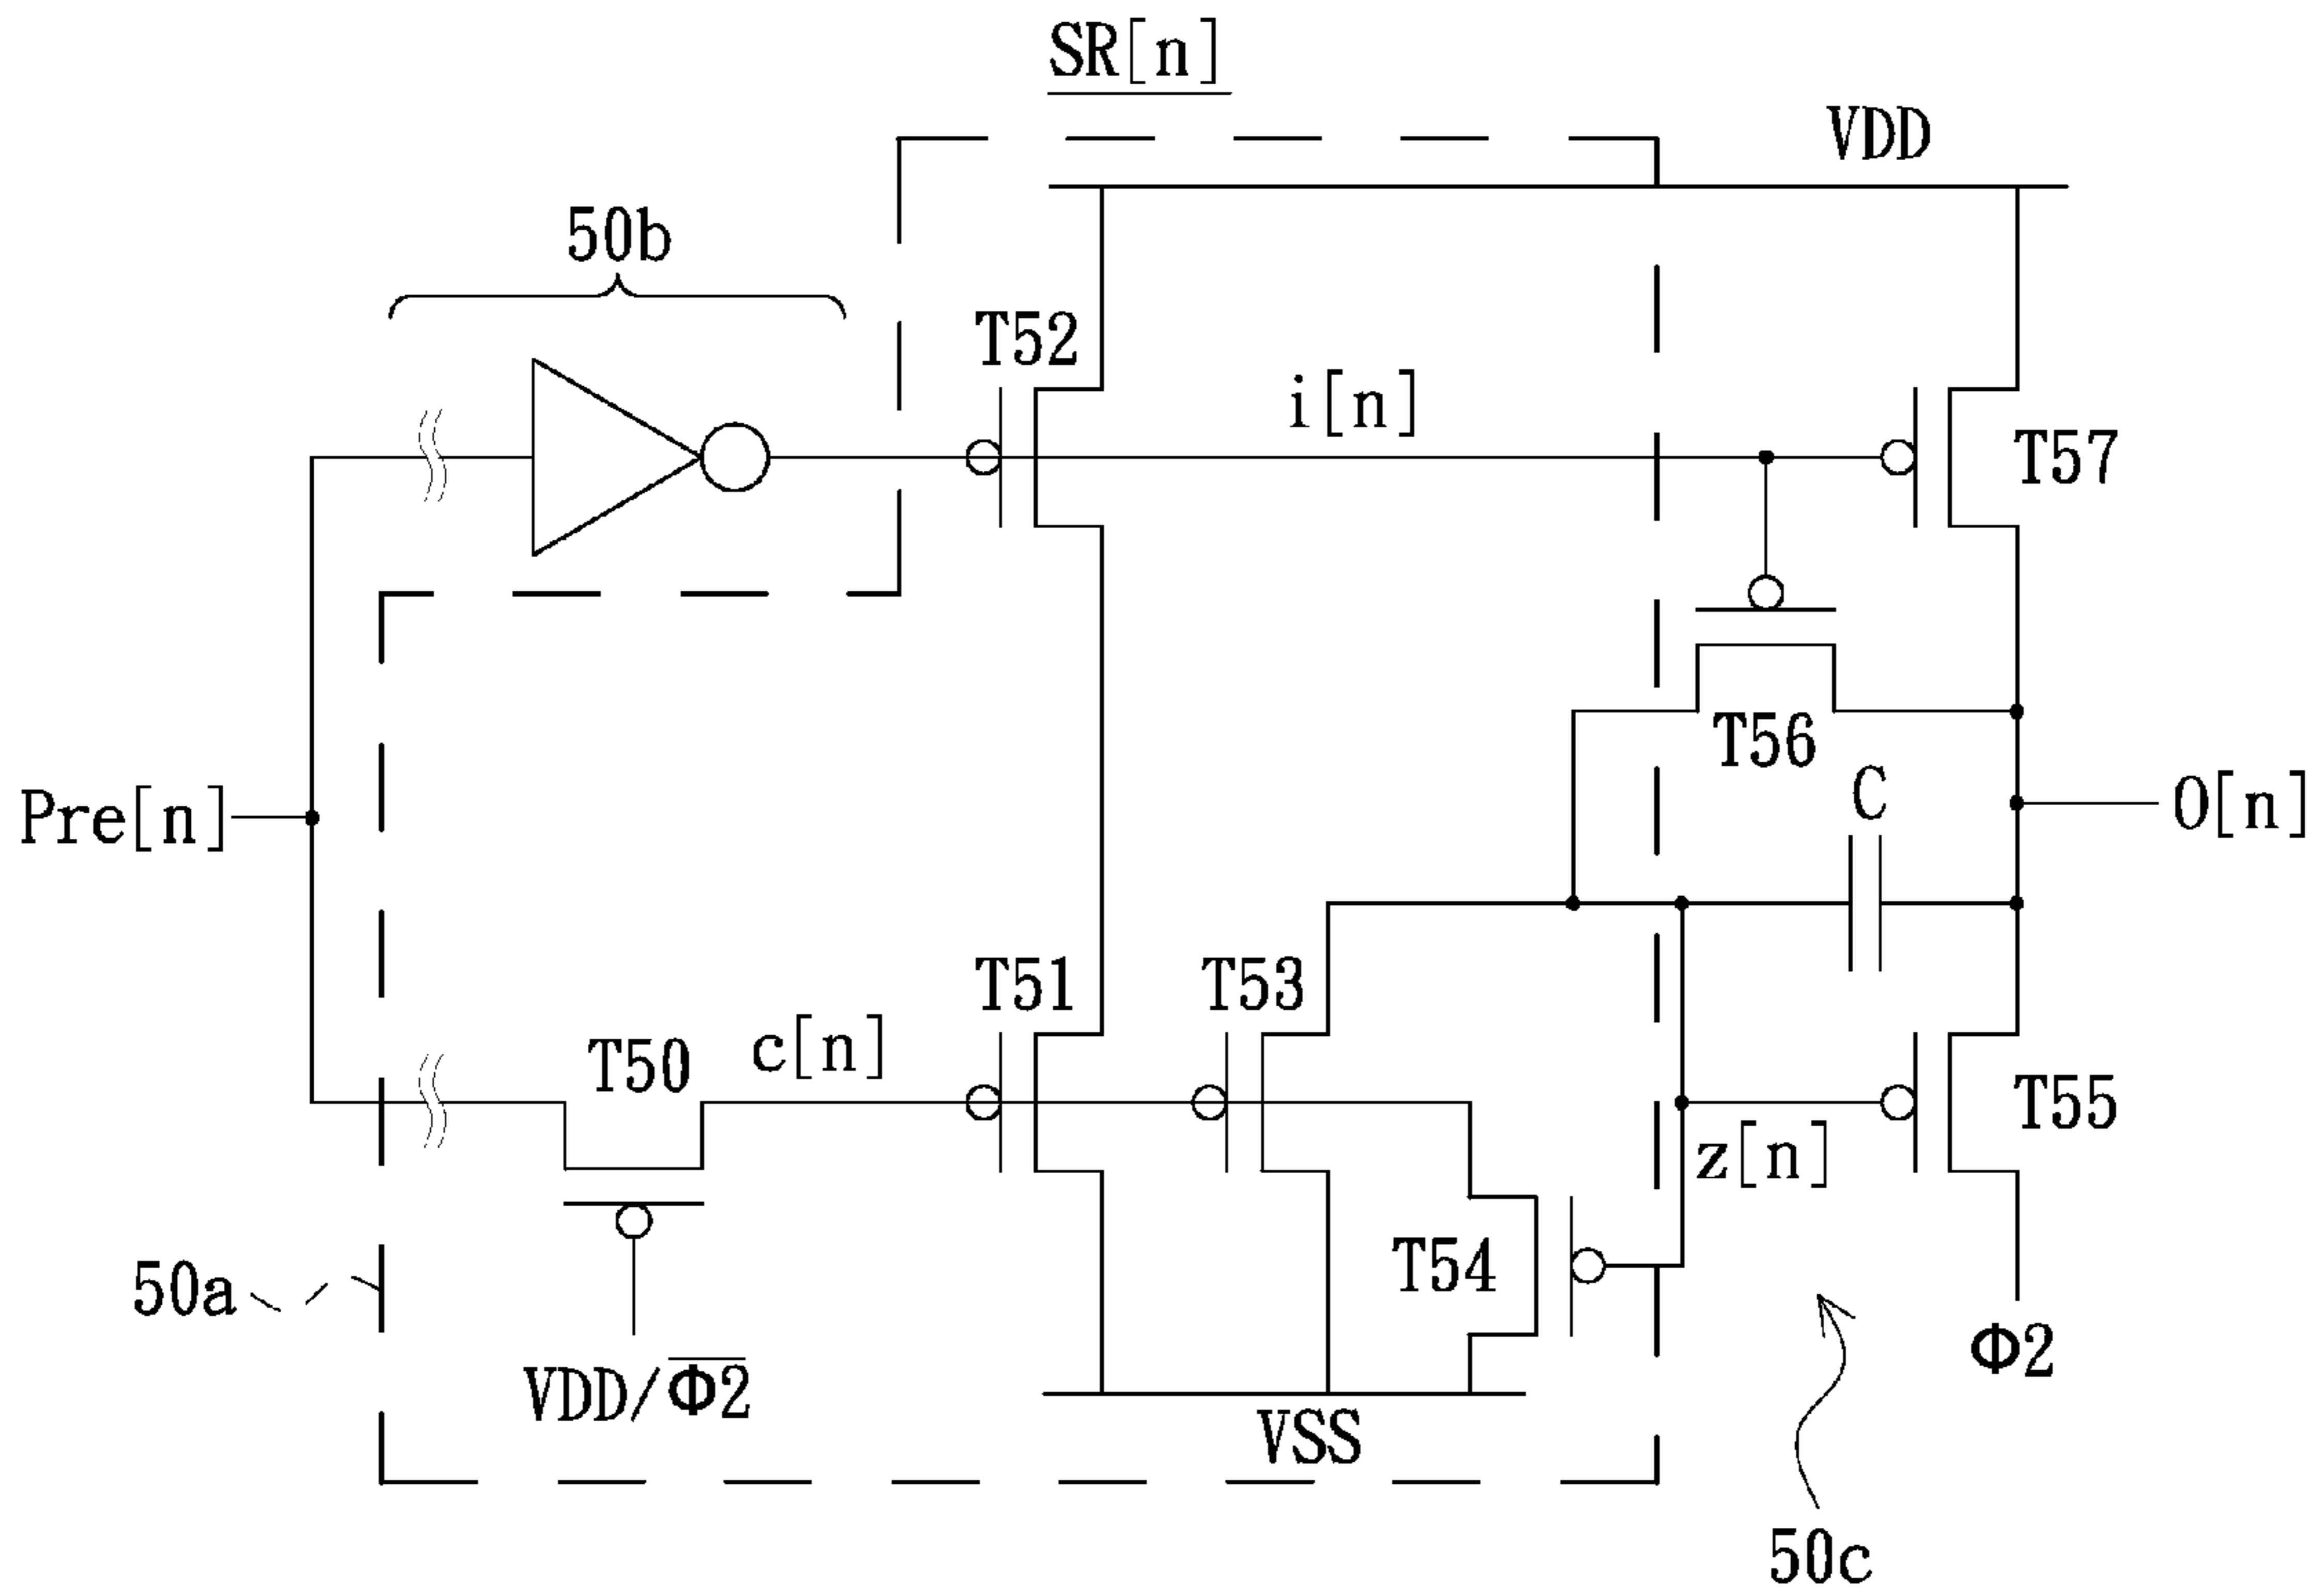 SR[n]
VDD
50b
T52
i[n]
T57
T56
C
Pre[n]
O[n]
T51
T53
T50
c[n]
T55
z[n]
T54
50a
Φ2
VDD/Φ2̅
VSS
50c